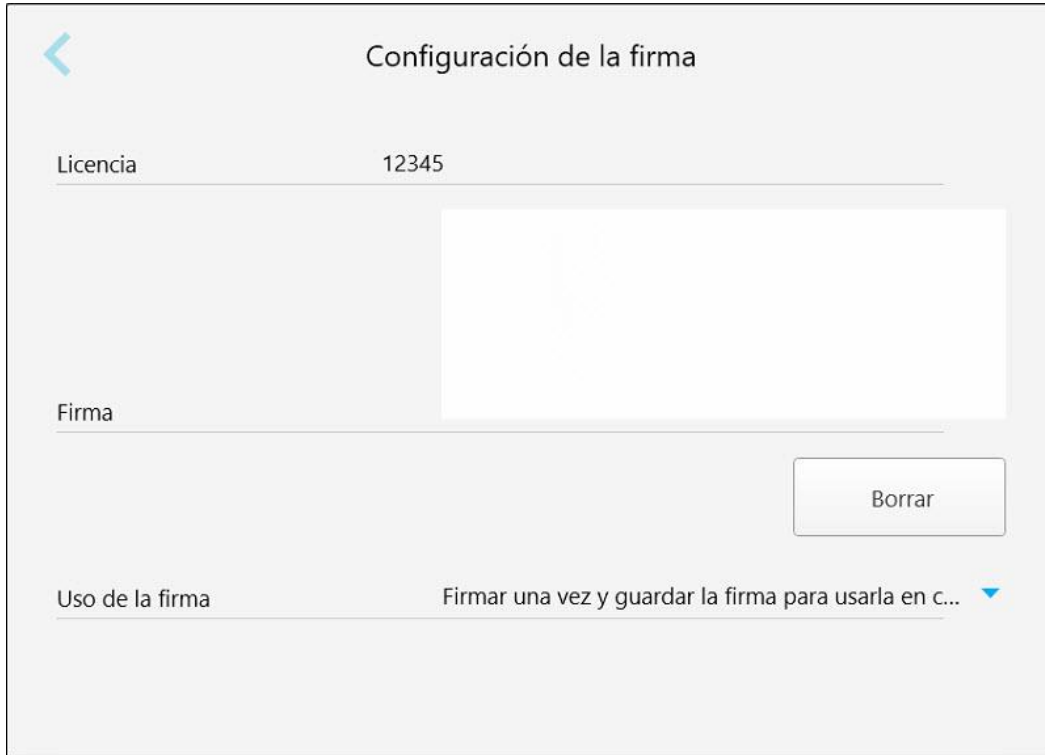 Configuración de la firma
Licencia 12345
Firma
Borrar
Uso de la firma Firmar una vez y guardar la firma para usarla en c...